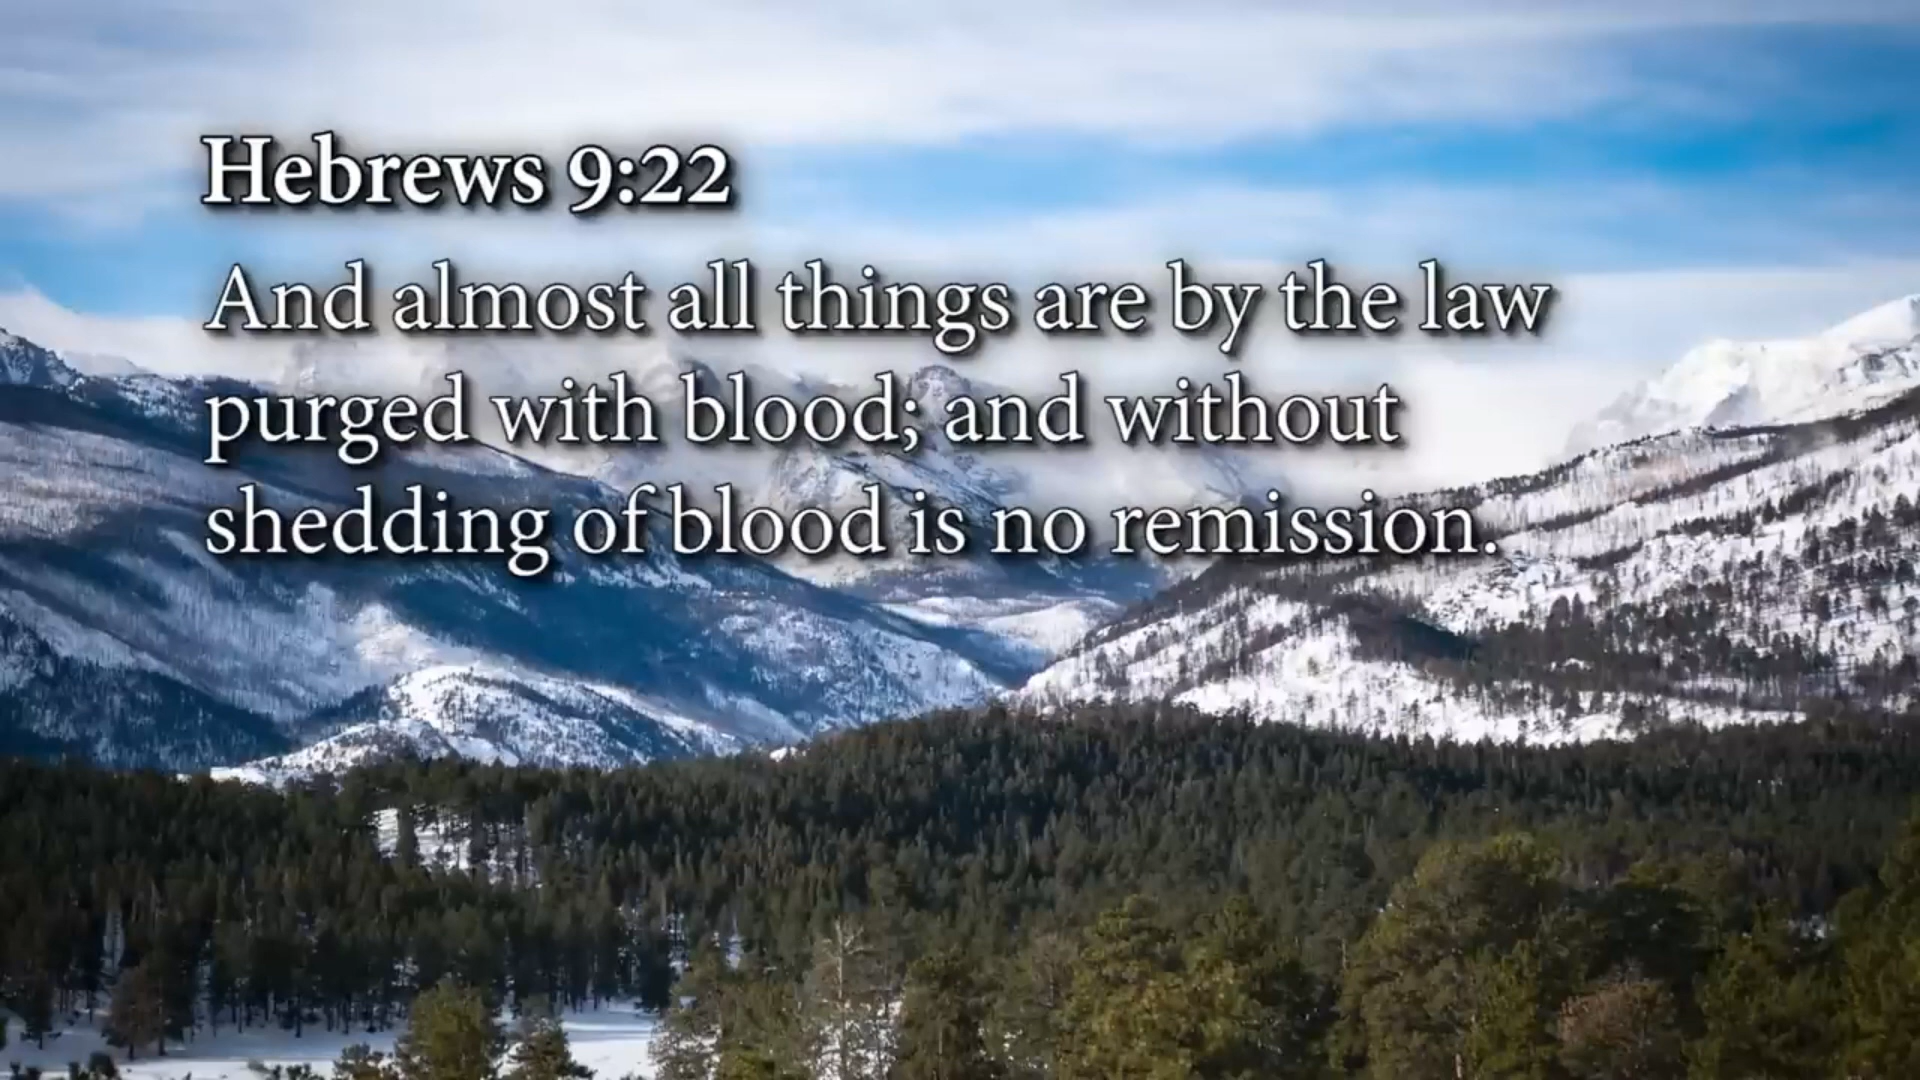 Hebrews 9:22
And almost all things are by the law
purged with blood; and without
shedding of blood is no remission.